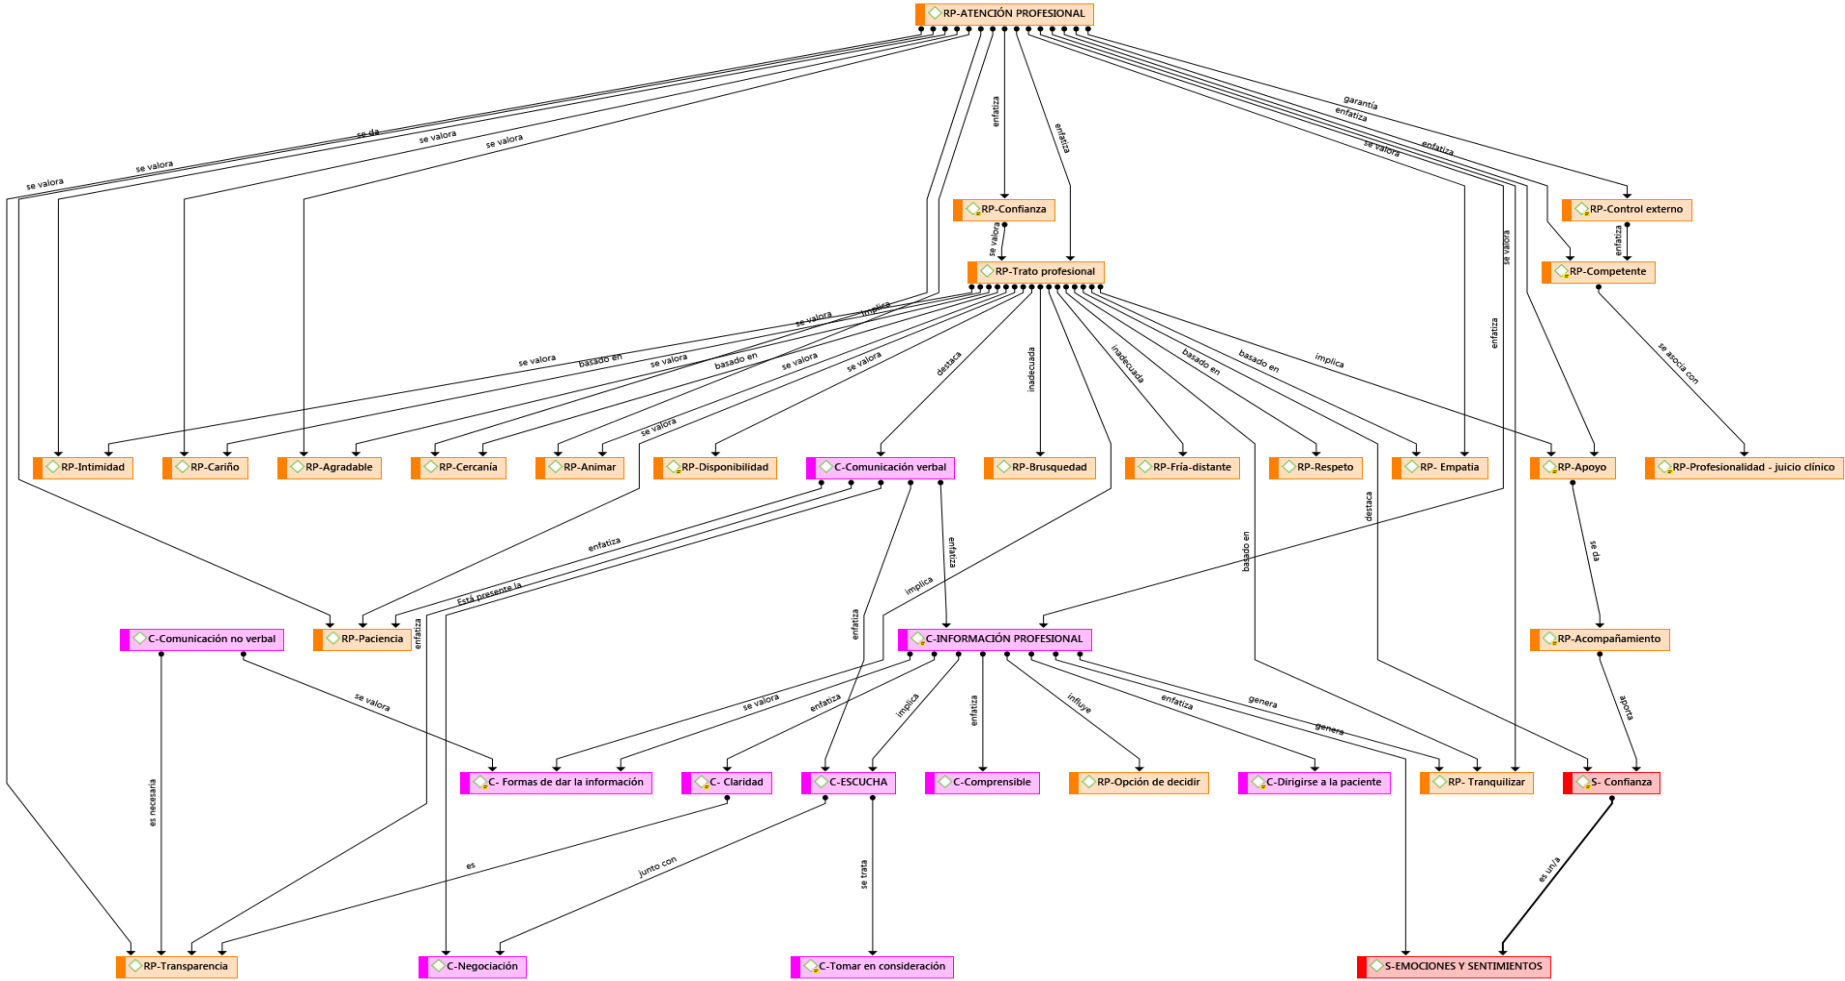 RP-ATENCIÓN PROFESIONAL
garantía
enfatiza
enfatiza
enfatiza
enfatiza
se da
se valora
se valora
enfatiza
se valora
se valora
se valora
RP-Confianza
RP-Control externo
se valora
enfatiza
se valora
RP-Trato profesional
RP-Competente
se valora
implica
enfatiza
se valora
basado en
se valora
basado en
se valora
se valora
destaca
inadecuada
inadecuada
basado en
basado en
implica
se asocia con
se valora
RP-Intimidad
RP-Cariño
RP-Agradable
RP-Cercanía
RP-Animar
RP-Disponibilidad
C-Comunicación verbal
RP-Brusquedad
RP-Fría-distante
RP-Respeto
RP- Empatia
RP-Apoyo
RP-Profesionalidad - juicio clínico
destaca
enfatiza
enfatiza
basado en
se da
Está presente la
implica
enfatiza
enfatiza
C-Comunicación no verbal
RP-Paciencia
C-INFORMACIÓN PROFESIONAL
RP-Acompañamiento
se valora
se valora
enfatiza
implica
enfatiza
influye
enfatiza
genera
genera
aporta
C- Formas de dar la información
C- Claridad
C-ESCUCHA
C-Comprensible
RP-Opción de decidir
C-Dirigirse a la paciente
RP- Tranquilizar
S- Confianza
es necesaria
es
junto con
se trata
es un/a
RP-Transparencia
C-Negociación
C-Tomar en consideración
S-EMOCIONES Y SENTIMIENTOS